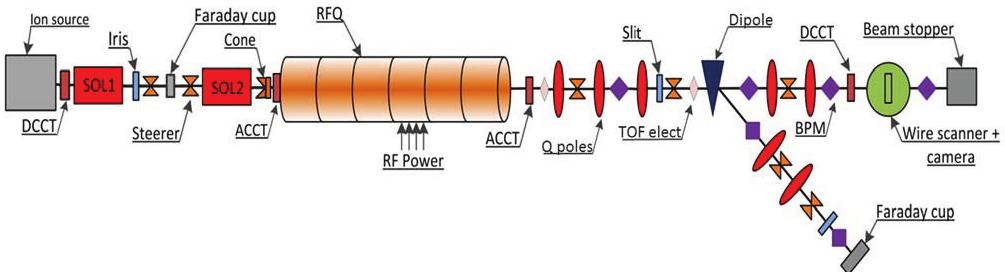 Ion source
Faraday cup
RFQ
Dipole
Iris
Cone
Slit
DCCT
Beam stopper
SOL1
SOL2
DCCT
Steerer
ACCT
RF Power
ACCT
Q poles
TOF elect
BPM
Wire scanner +
camera
Faraday cup